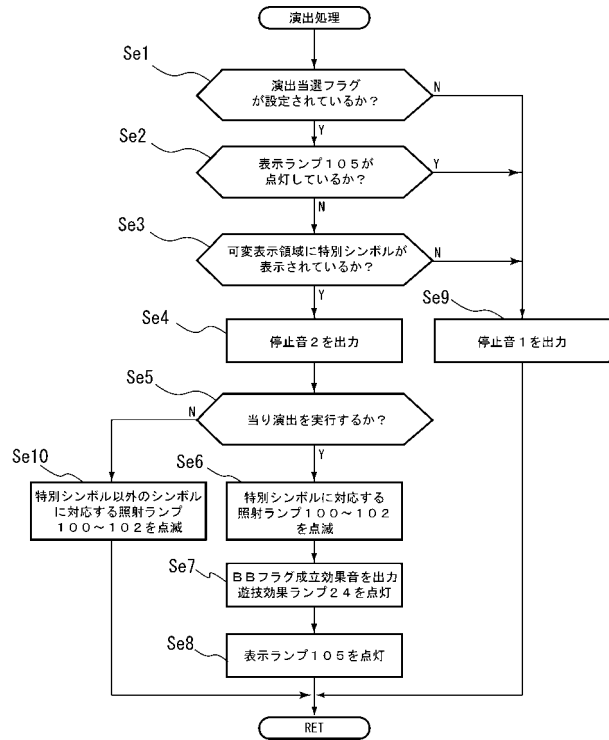 演出処理
Se1
演出当選フラグ
が設定されているか?
N
Y
Se2
表示ランプ105が
点灯しているか?
Y
N
Se3
可変表示領域に特別シンボルが
表示されているか?
N
Y
Se4
停止音2を出力
Se9
停止音1を出力
Se5
当り演出を実行するか?
N
Y
Se10
特別シンボル以外のシンボル
に対応する照射ランプ
100~102を点滅
Se6
特別シンボルに対応する
照射ランプ100~102
を点滅
Se7
BBフラグ成立効果音を出力
遊技効果ランプ24を点灯
Se8
表示ランプ105を点灯
RET